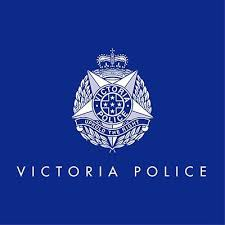 VICTORIA
POLICE
UPHOLD THE RIGHT
VICTORIA POLICE